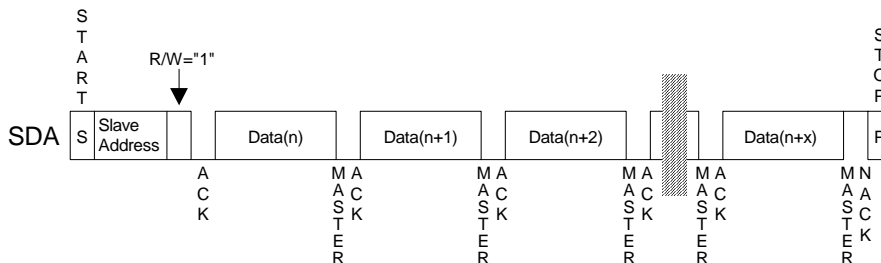 START
STOP
R/W="1"
SDA
S
Slave
Address
Data(n)
Data(n+1)
Data(n+2)
Data(n+x)
P
ACK
MASTER
ACK
MASTER
ACK
MASTER
ACK
MASTER
ACK
MASTER
NACK